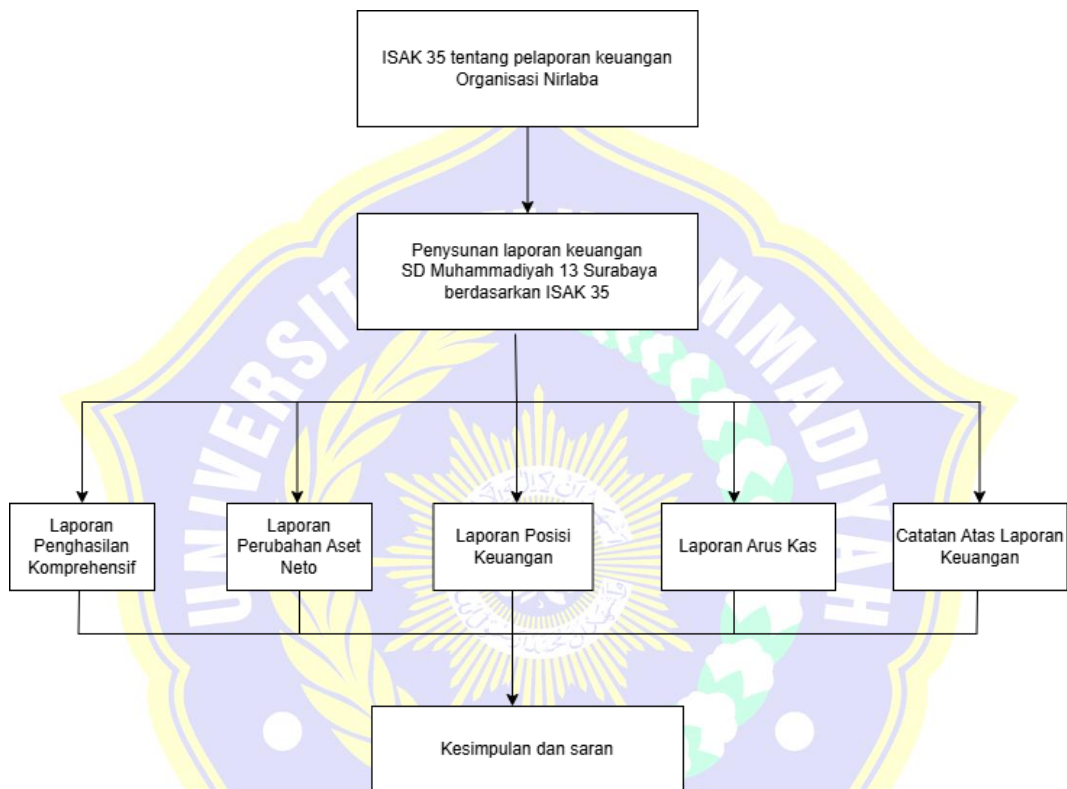 ISAK 35 tentang pelaporan keuangan
Organisasi Nirlaba
Penysunan laporan keuangan
SD Muhammadiyah 13 Surabaya
berdasarkan ISAK 35
Laporan
Penghasilan
Komprehensif
Laporan
Perubahan Aset
Neto
Laporan Posisi
Keuangan
Laporan Arus Kas
Catatan Atas Laporan
Keuangan
Kesimpulan dan saran